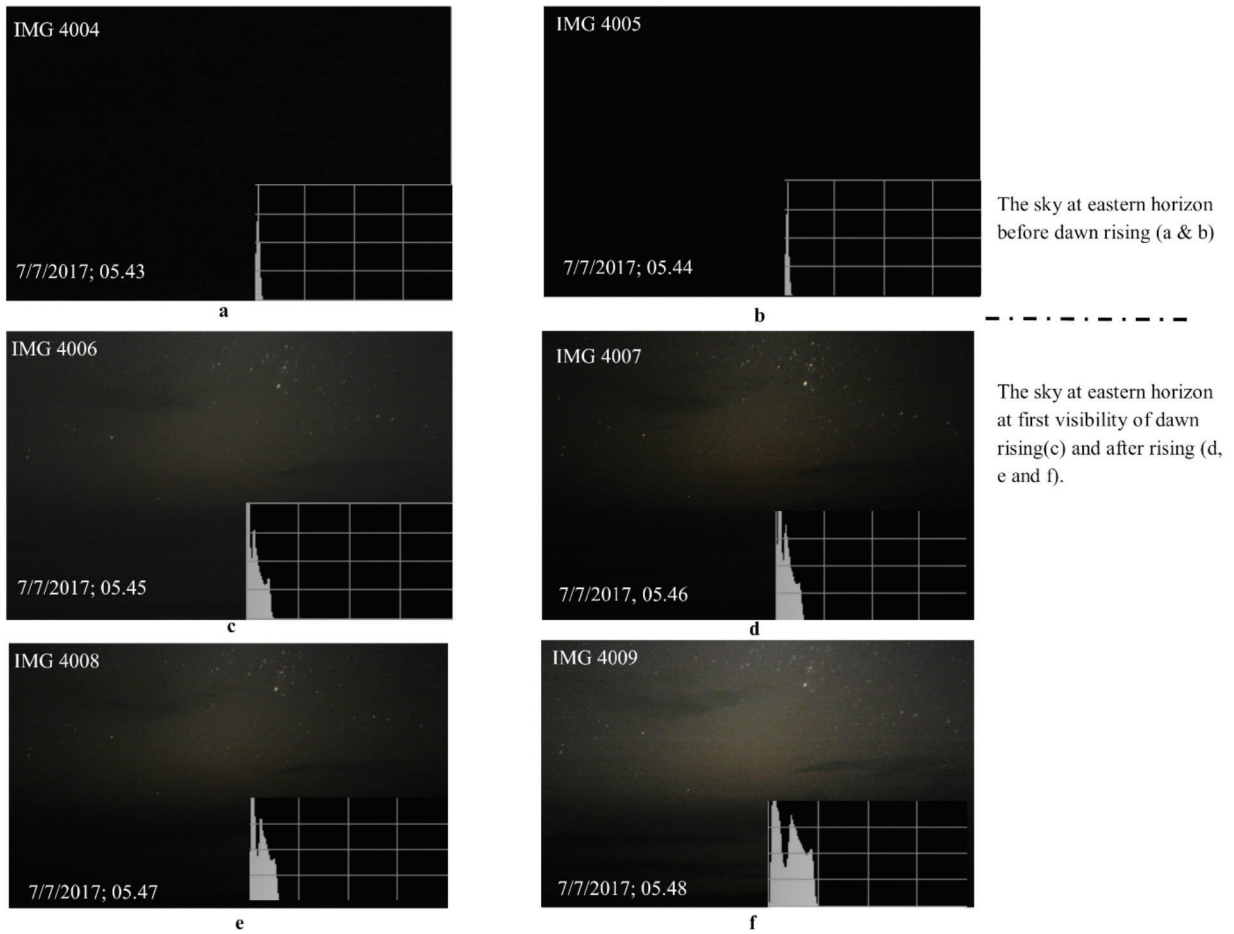 IMG 4004
7/7/2017; 05.43
a
IMG 4005
7/7/2017; 05.44
b
The sky at eastern horizon
before dawn rising (a & b)
IMG 4006
7/7/2017; 05.45
c
IMG 4007
7/7/2017, 05.46
d
The sky at eastern horizon
at first visibility of dawn
rising(c) and after rising (d,
e and f).
IMG 4008
7/7/2017; 05.47
e
IMG 4009
7/7/2017; 05.48
f